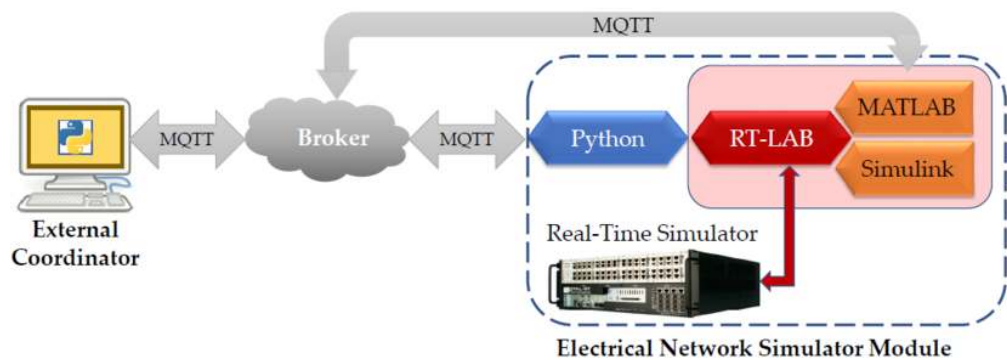 MQTT
MQTT
Broker
MQTT
Python
RT-LAB
MATLAB
Simulink
External
Coordinator
Real-Time Simulator
Electrical Network Simulator Module